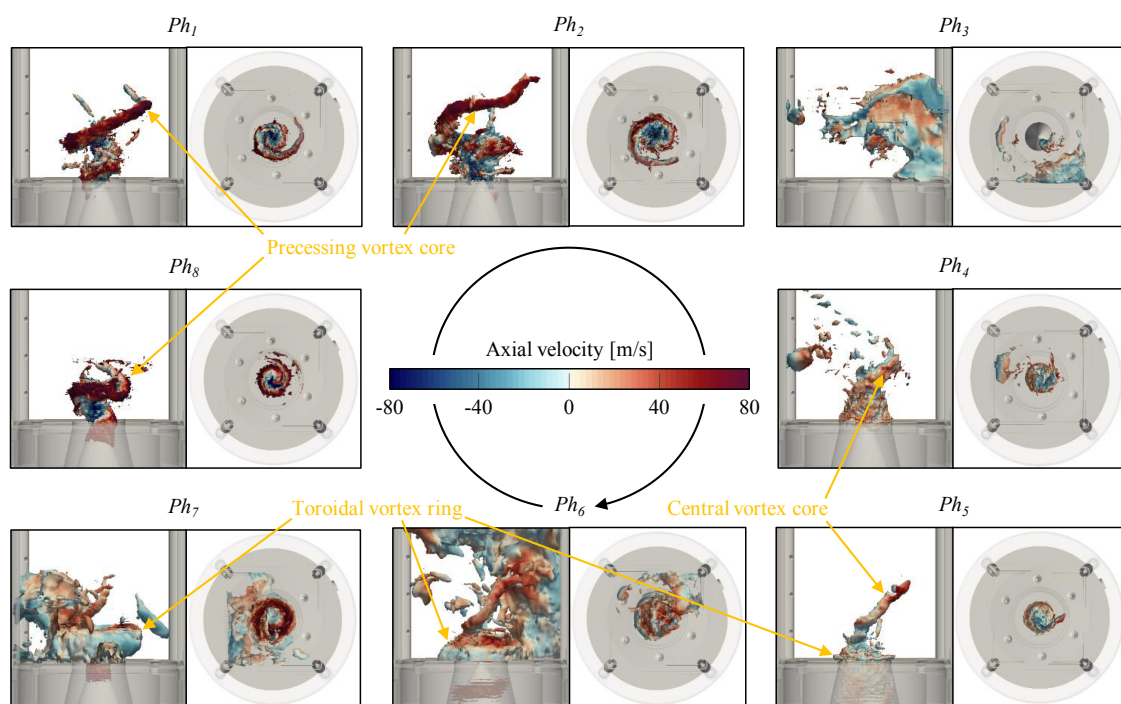 Ph1
Ph2
Ph3
Precessing vortex core
Ph8
Ph4
Axial velocity [m/s]
-80 -40 0 40 80
Ph7
Toroidal vortex ring
Ph6
Central vortex core
Ph5